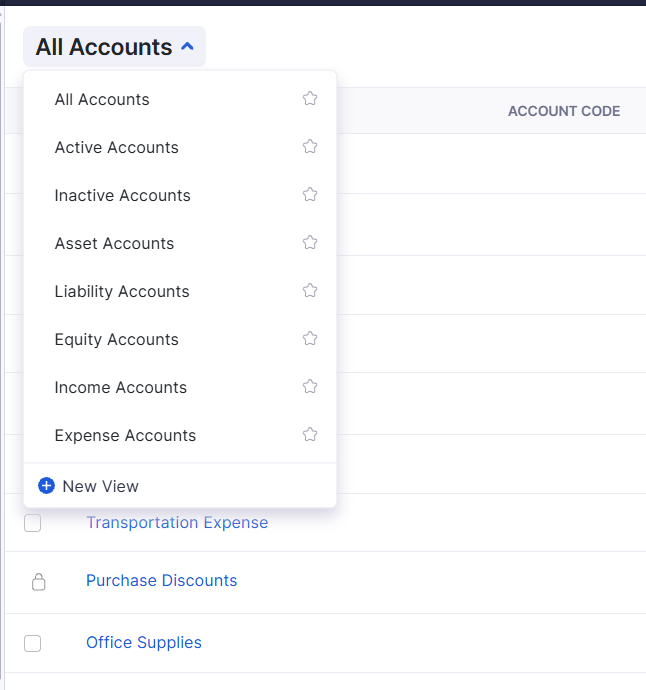 All Accounts
All Accounts
ACCOUNT CODE
Active Accounts
Inactive Accounts
Asset Accounts
Liability Accounts
Equity Accounts
Income Accounts
Expense Accounts
New View
Transportation Expense
Purchase Discounts
Office Supplies